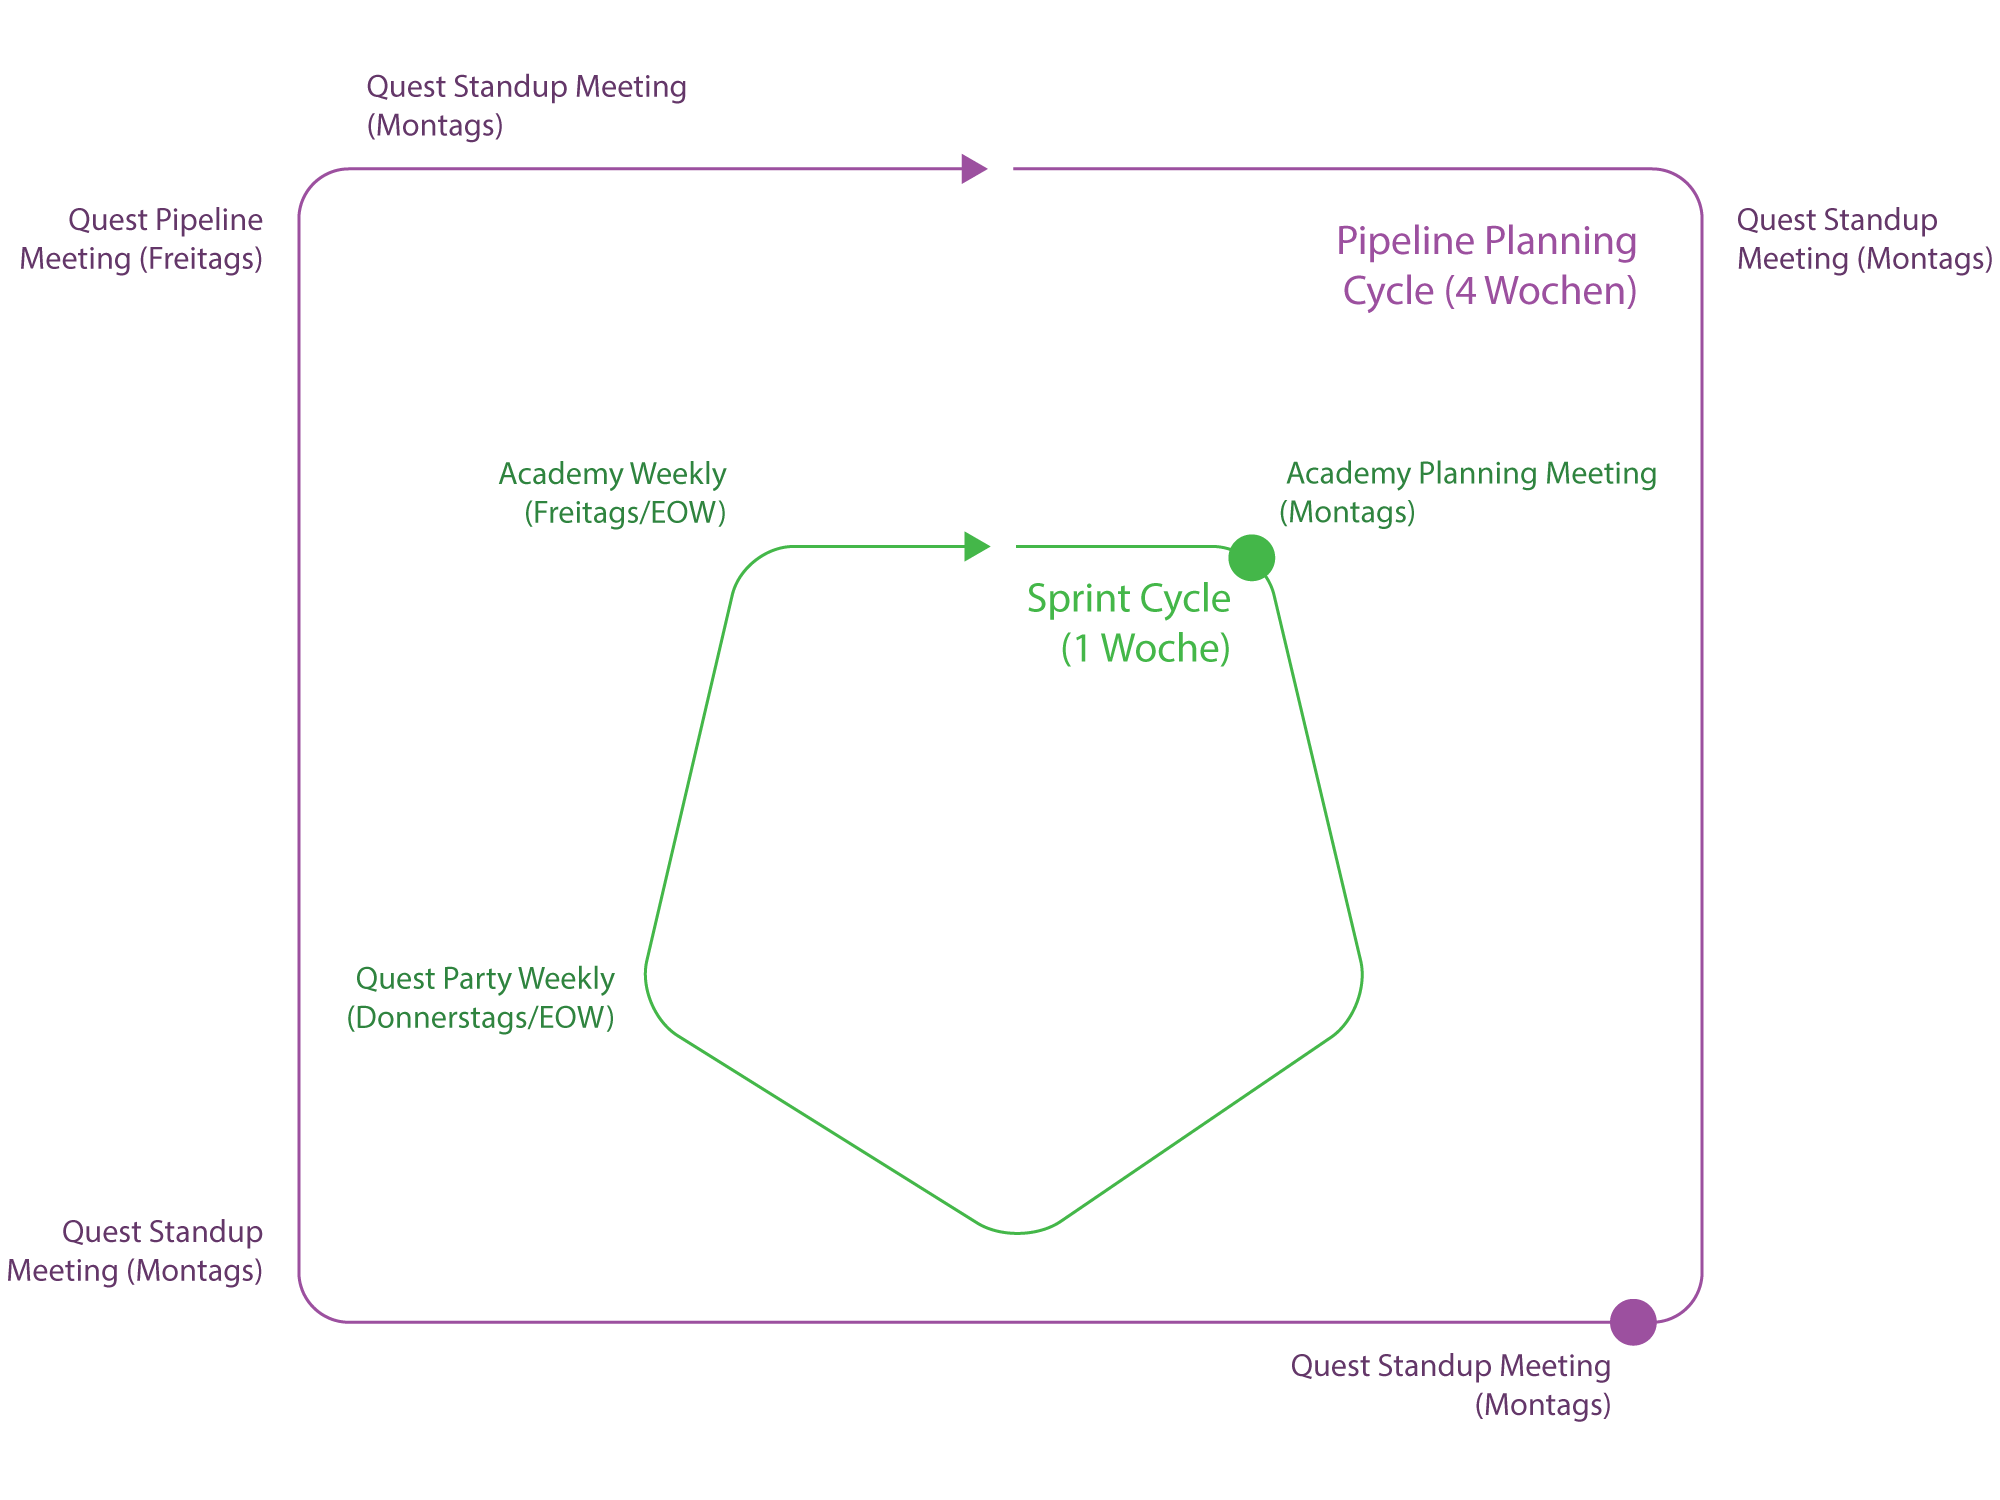 Quest Standup Meeting
(Montags)
Quest Pipeline
Meeting (Freitags)
Pipeline Planning
Cycle (4 Wochen)
Quest Standup
Meeting (Montags)
Academy Weekly
(Freitags/EOW)
Academy Planning Meeting
(Montags)
Sprint Cycle
(1 Woche)
Quest Party Weekly
(Donnerstags/EOW)
Quest Standup
Meeting (Montags)
Quest Standup Meeting
(Montags)